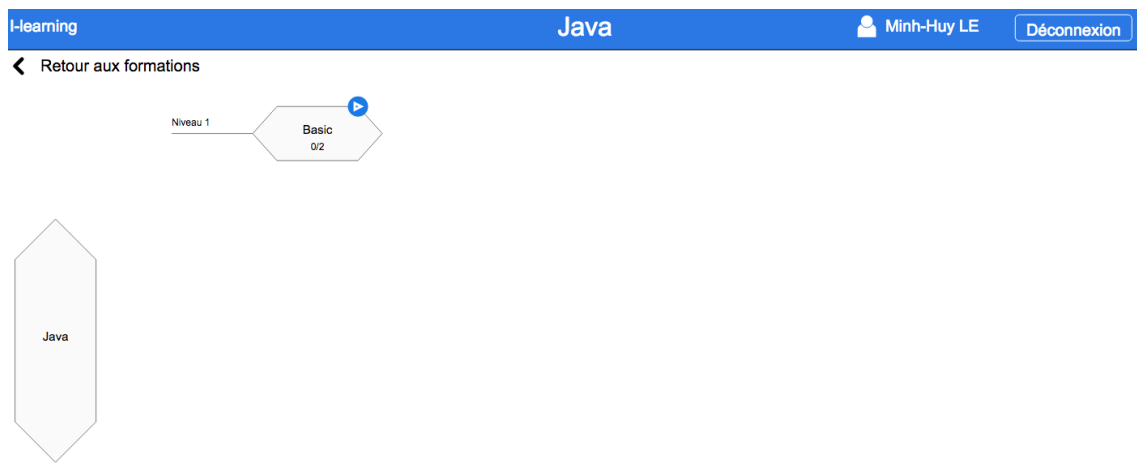 I-learning
Java
Minh-Huy LE
Déconnexion
Retour aux formations
Niveau 1
Basic
0/2
Java